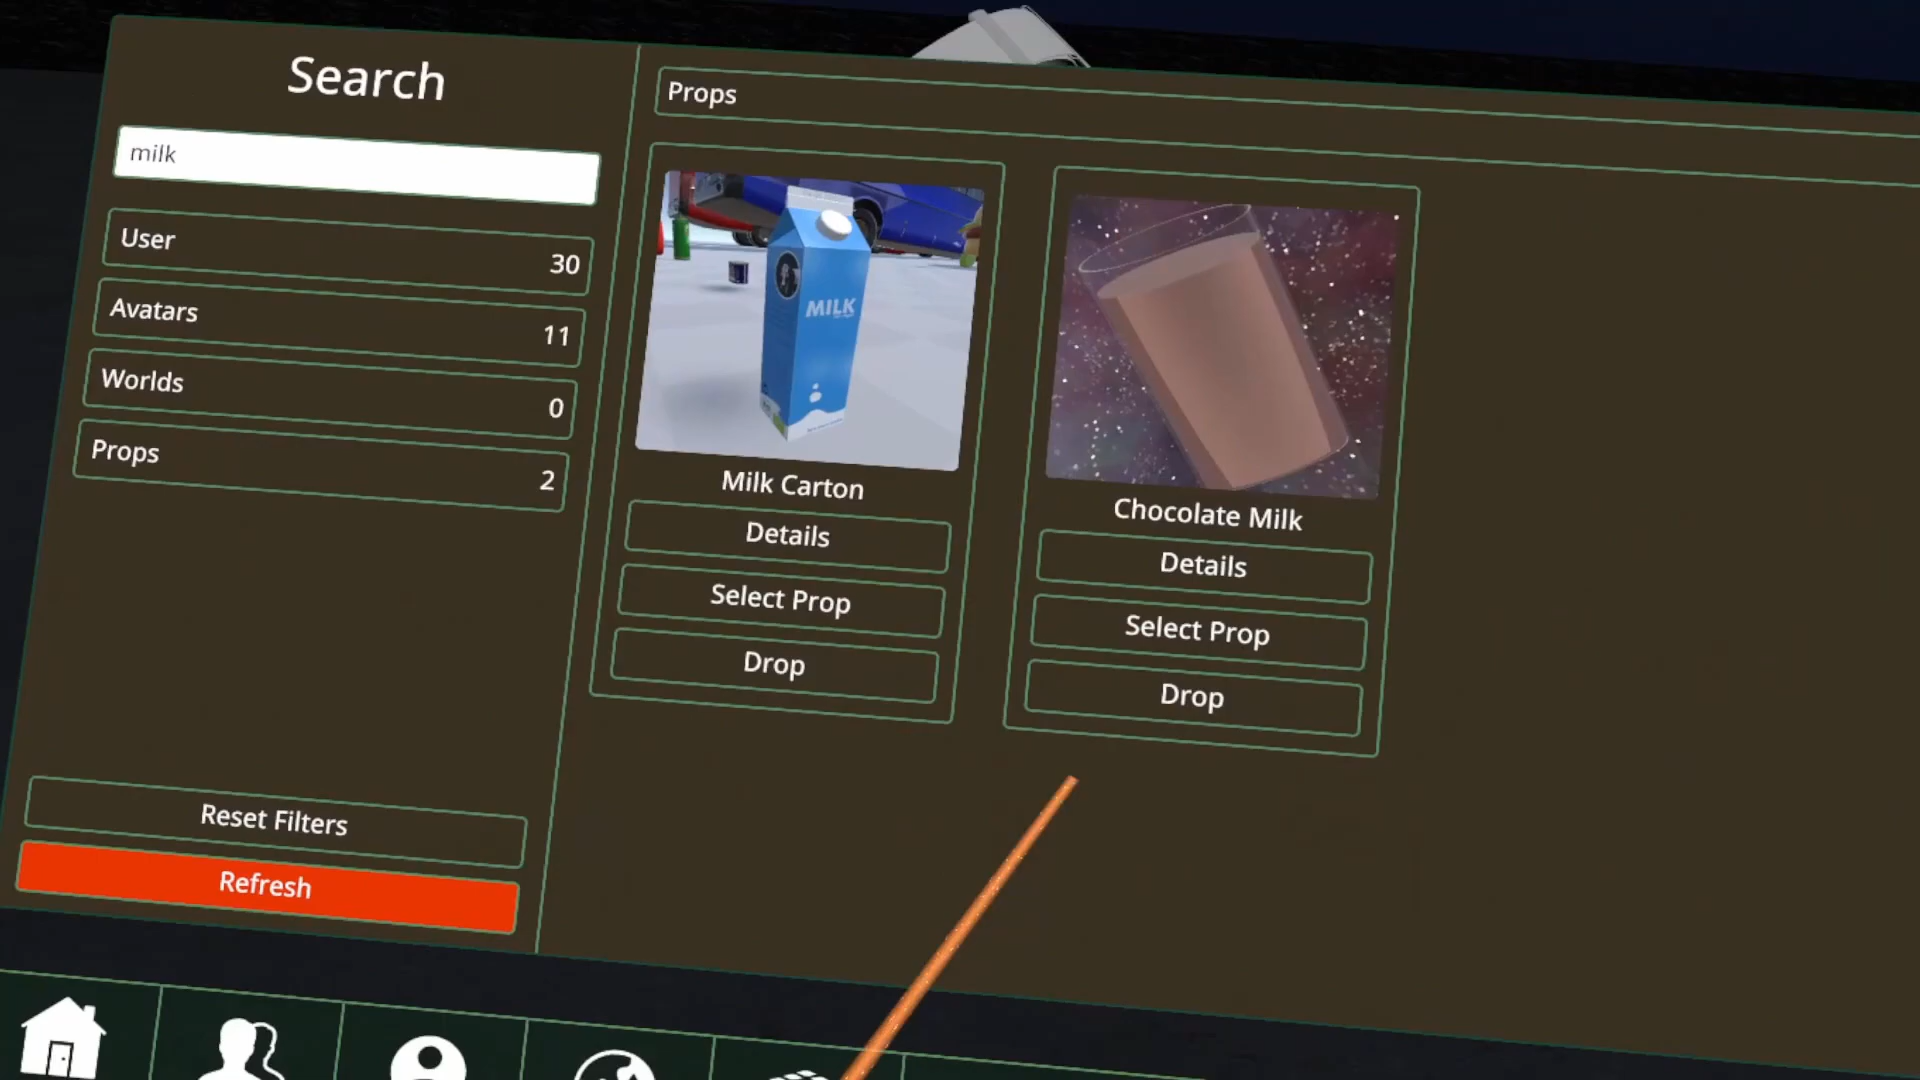 Search
milk
User
30
Avatars
11
Worlds
0
Props
2
Reset Filters
Refresh
Props
MILK
Milk Carton
Details
Select Prop
Drop
Chocolate Milk
Details
Select Prop
Drop